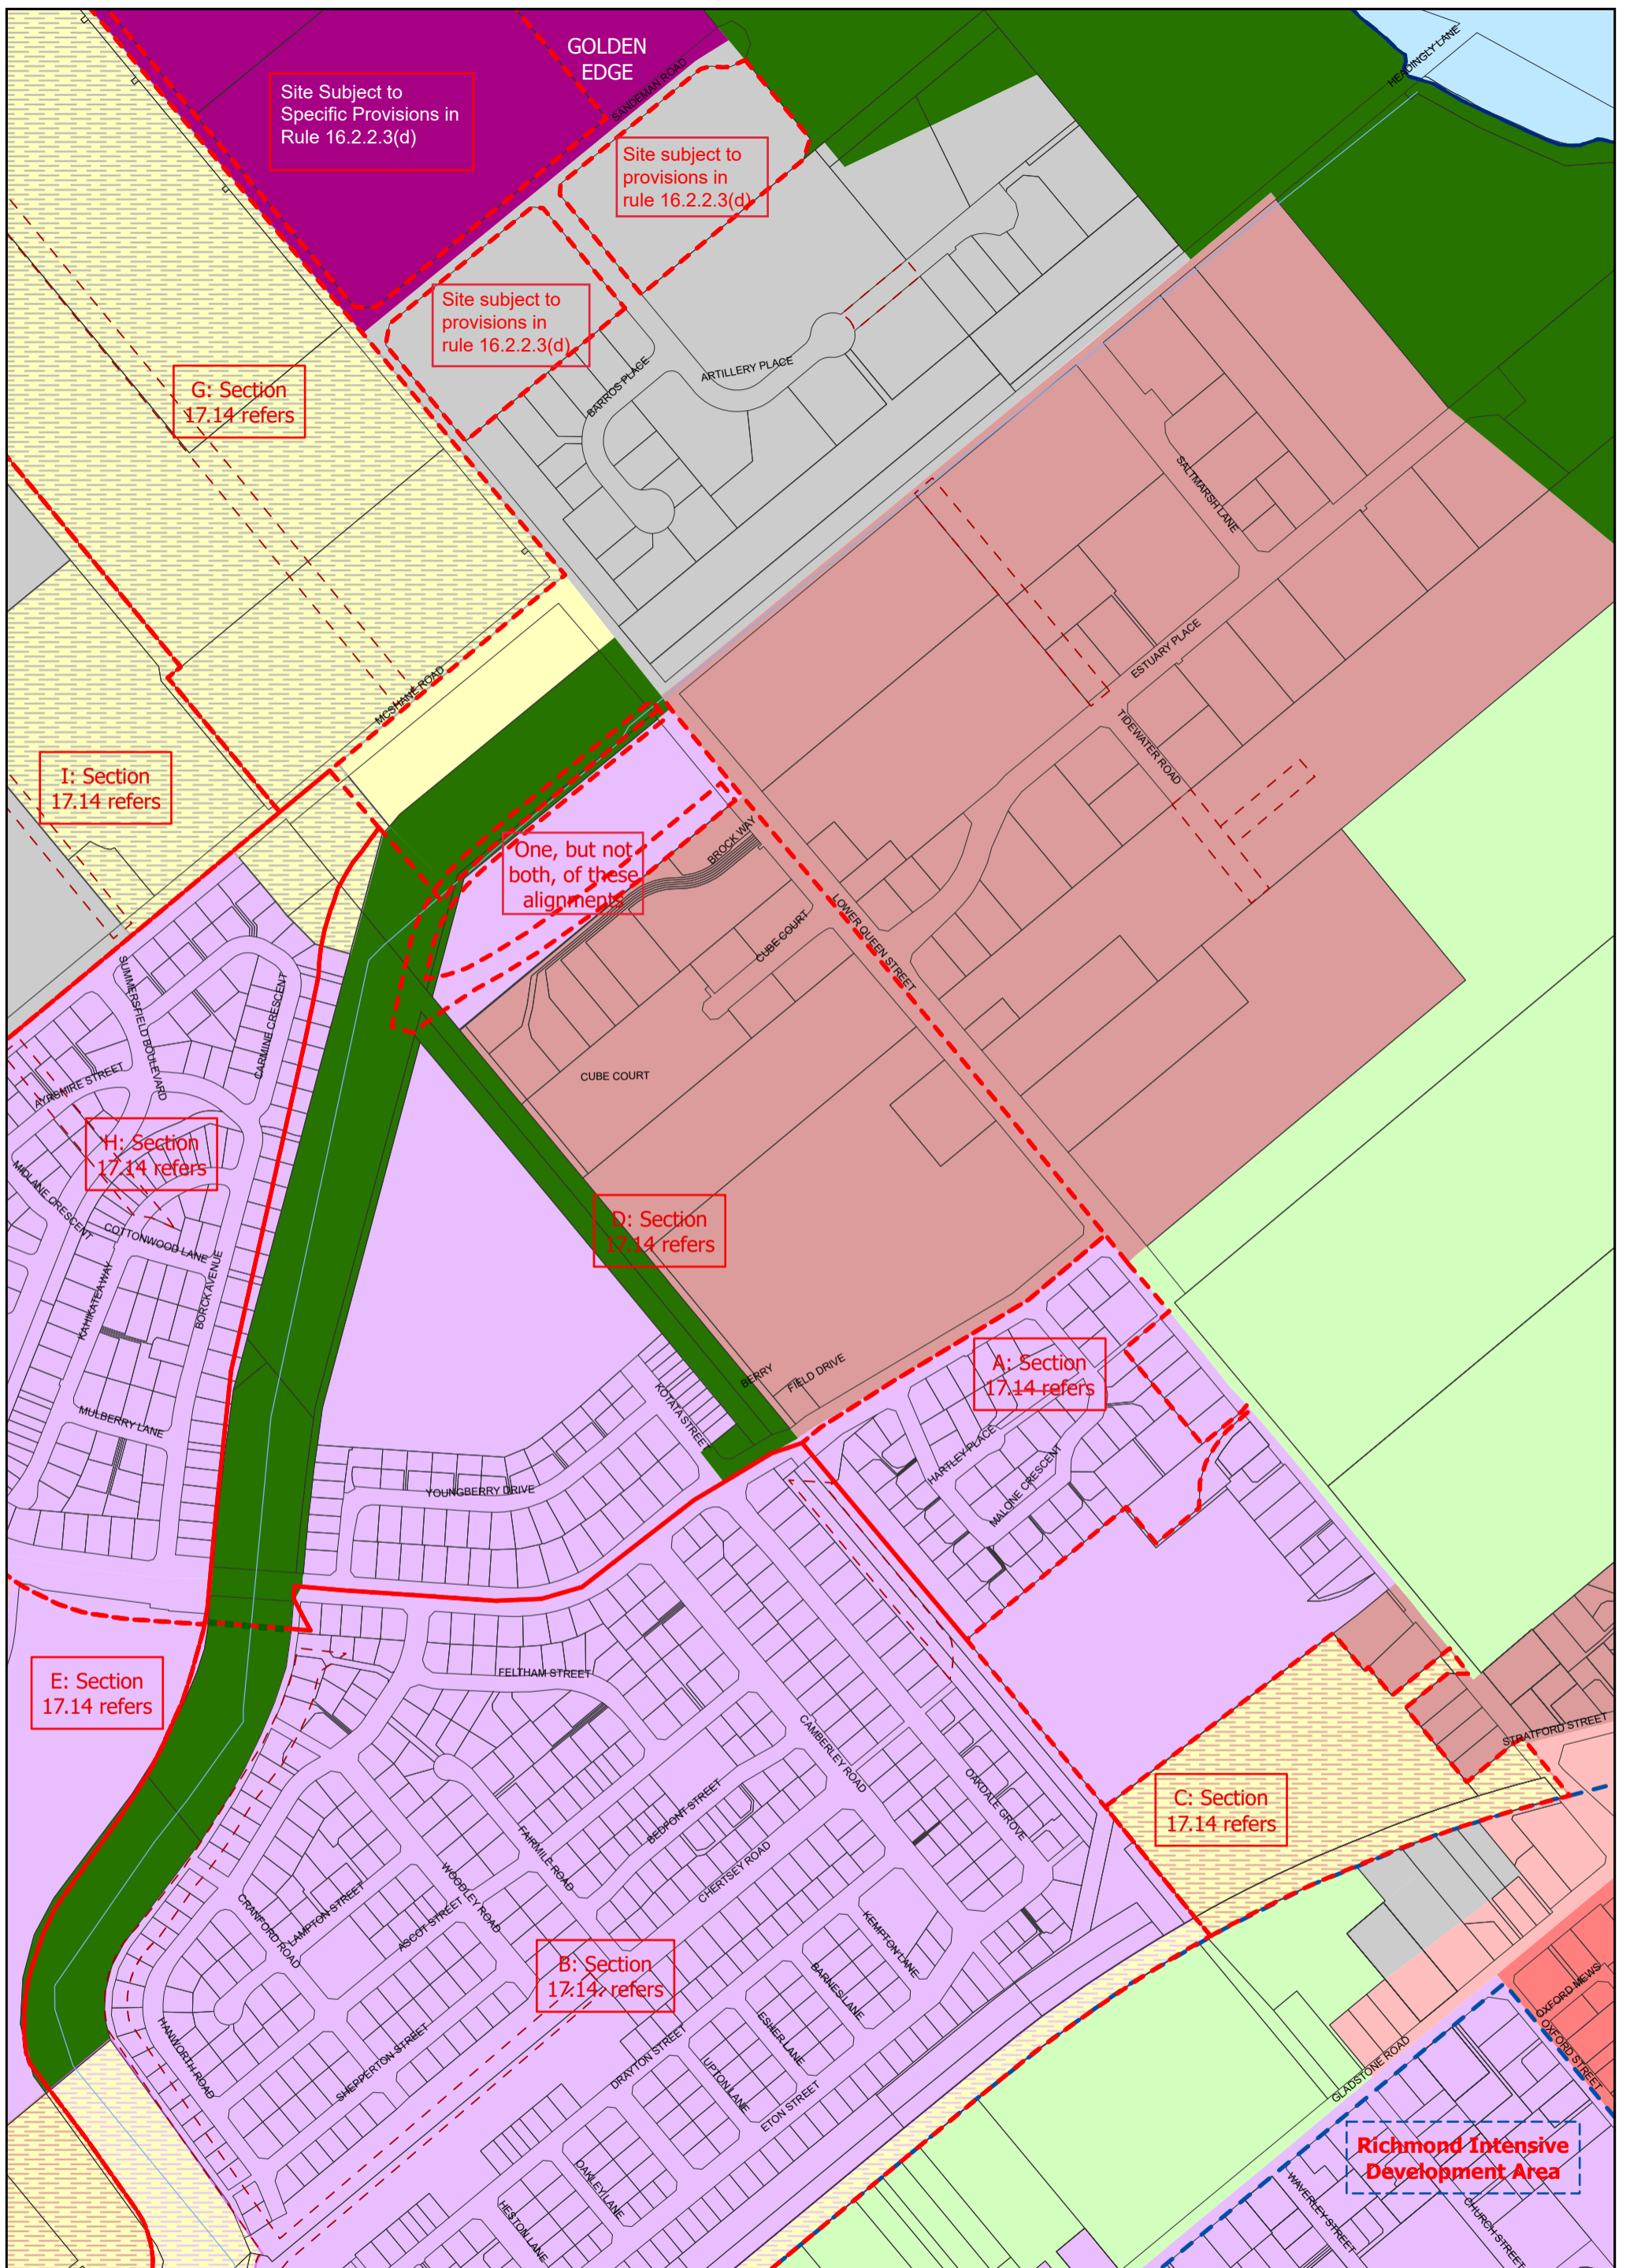 GOLDEN
EDGE
HEADINGLY LANE
SANDEMAN ROAD
Site Subject to
Specific Provisions in
Rule 16.2.2.3(d)
Site subject to
provisions in
rule 16.2.2.3(d)
Site subject to
provisions in
rule 16.2.2.3(d)
BARROS PLACE
ARTILLERY PLACE
G: Section
17.14 refers
SALTMARSH LANE
ESTUARY PLACE
MCSHANE ROAD
TIDEWATER ROAD
I: Section
17.14 refers
One, but not
both, of these
alignments
BROCK WAY
CUBE COURT
LOWER QUEEN STREET
SUMMERSFIELD BOULEVARD
CARMINE CRESCENT
AYRSHIRE STREET
CUBE COURT
H: Section
17.14 refers
MIDLANE CRESCENT
COTTONWOOD LANE
KAHIKATEA WAY
BORCK AVENUE
D: Section
17.14 refers
A: Section
17.14 refers
BERRY
FIELD DRIVE
KOTATA STREET
MULBERRY LANE
HARTLEY PLACE
MALONE CRESCENT
YOUNGBERRY DRIVE
E: Section
17.14 refers
FELTHAM STREET
CAMBERLEY ROAD
STRATFORD STREET
OAKDALE GROVE
C: Section
17.14 refers
BEDFONT STREET
FAIRMILE ROAD
CHERTSEY ROAD
WOODLEY ROAD
CRANFORD ROAD
LAMPTON STREET
ASCOT STREET
KEMPTON LANE
B: Section
17.14. refers
BARNES LANE
ESHER LANE
OXFORD MEWS
OXFORD STREET
HANWORTH ROAD
SHEPPERTON STREET
DRAYTON STREET
UPTON LANE
ETON STREET
GLADSTONE ROAD
Richmond Intensive
Development Area
OAKLEY LANE
HESTON LANE
WAVERLEY STREET
CHURCH STREET